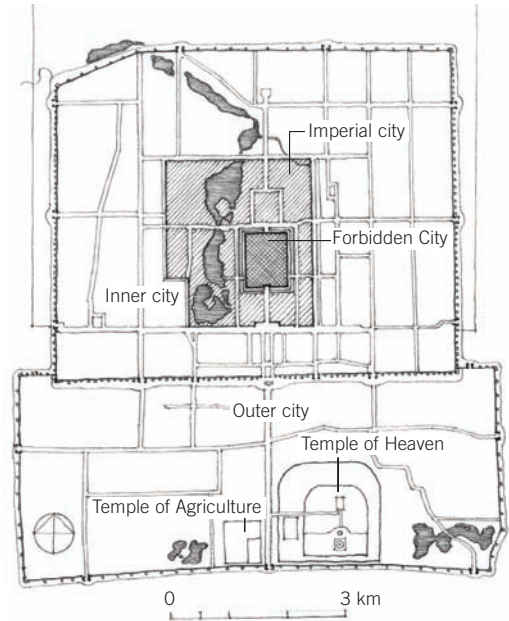 Imperial city
Forbidden City
Inner city
Outer city
Temple of Heaven
Temple of Agriculture
0 3 km